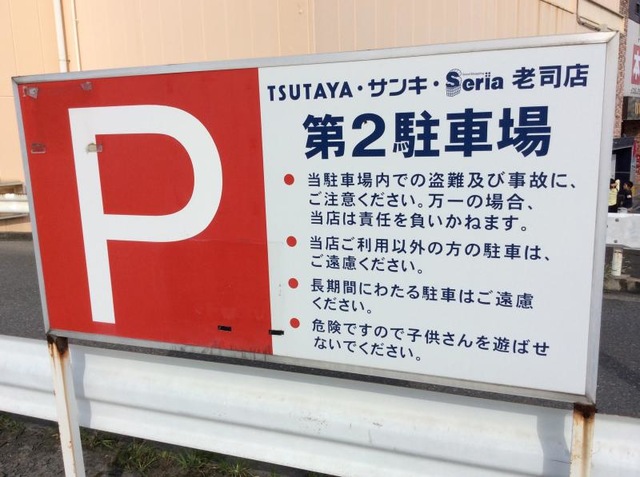 P
TSUTAYA・サンキ・Seria 老司店
第2駐車場
● 当駐車場内での盗難及び事故に、
ご注意ください。万一の場合、
当店は責任を負いかねます。
● 当店ご利用以外の方の駐車は、
ご遠慮ください。
● 長期間にわたる駐車はご遠慮
ください。
● 危険ですので子供さんを遊ばせ
ないでください。